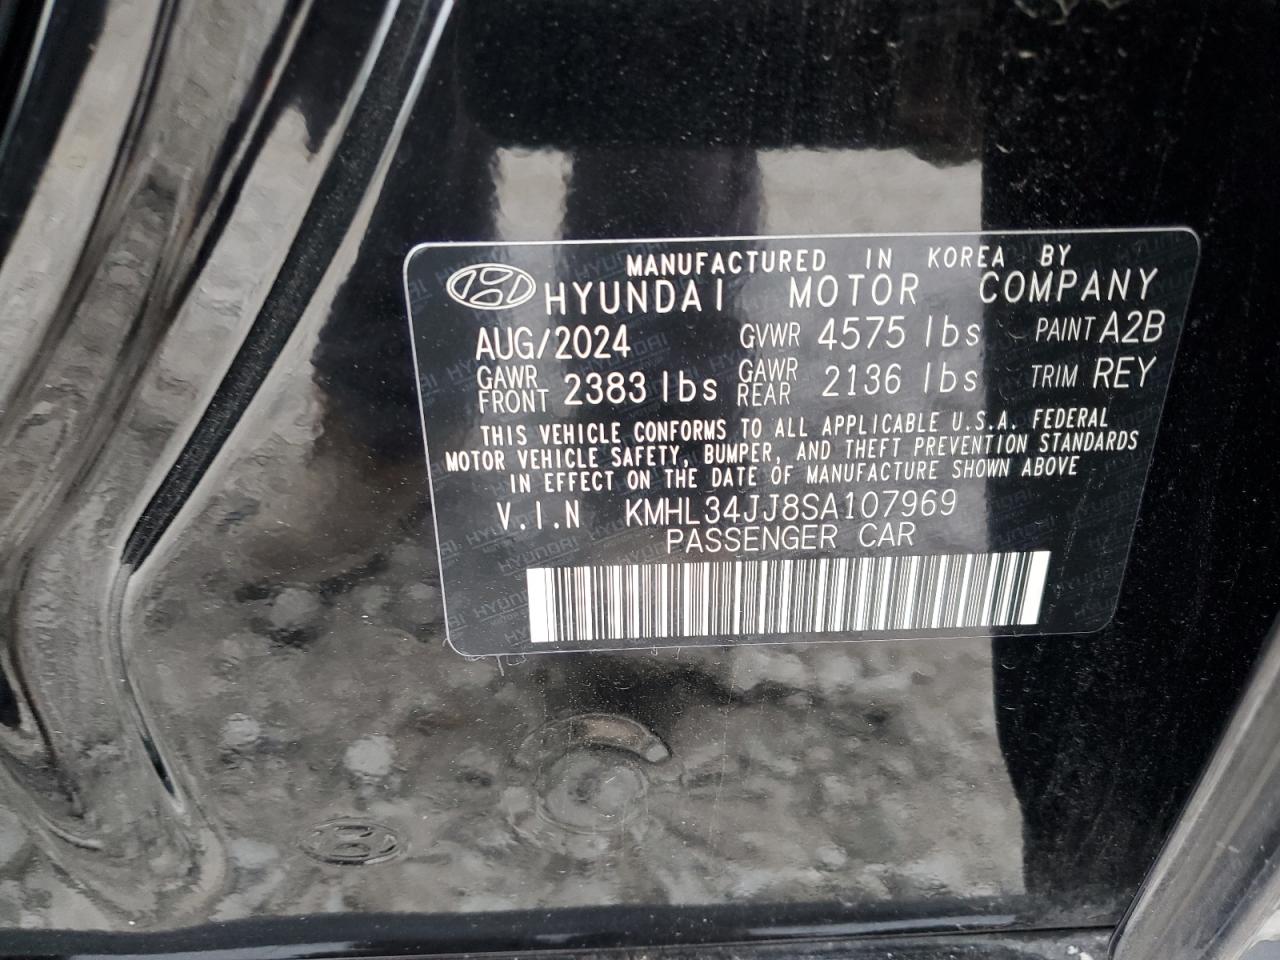 MANUFACTURED IN KOREA BY
HYUNDAI MOTOR COMPANY
AUG/2024 GVWR 4575 lbs PAINT A2B
GAWR FRONT 2383 lbs GAWR REAR 2136 lbs TRIM REY
THIS VEHICLE CONFORMS TO ALL APPLICABLE U.S.A. FEDERAL
MOTOR VEHICLE SAFETY, BUMPER, AND THEFT PREVENTION STANDARDS
IN EFFECT ON THE DATE OF MANUFACTURE SHOWN ABOVE
V.I.N KMHL34JJ8SA107969
PASSENGER CAR